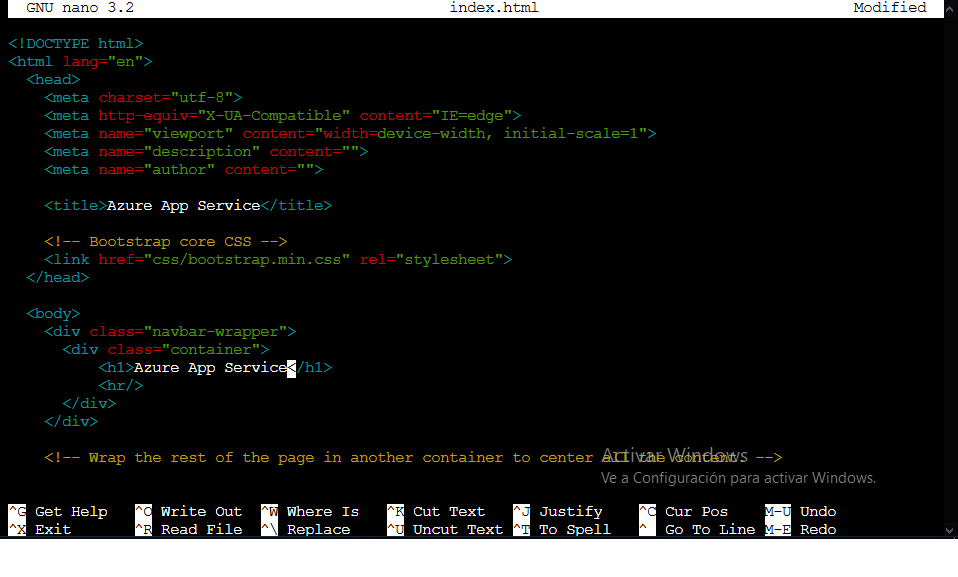 GNU nano 3.2 index.html Modified
<!DOCTYPE html>
<html lang="en">
<head>
<meta charset="utf-8">
<meta http-equiv="X-UA-Compatible" content="IE=edge">
<meta name="viewport" content="width=device-width, initial-scale=1">
<meta name="description" content="">
<meta name="author" content="">
<title>Azure App Service</title>
<!-- Bootstrap core CSS -->
<link href="css/bootstrap.min.css" rel="stylesheet">
</head>
<body>
<div class="navbar-wrapper">
<div class="container">
<h1>Azure App Service</h1>
<hr/>
</div>
</div>
<!-- Wrap the rest of the page in another container to center all the content. -->
Activar Windows
Ve a Configuración para activar Windows.
^G Get Help ^O Write Out ^W Where Is ^K Cut Text ^J Justify ^C Cur Pos M-U Undo
^X Exit ^R Read File ^\ Replace ^U Uncut Text ^T To Spell ^_ Go To Line M-E Redo